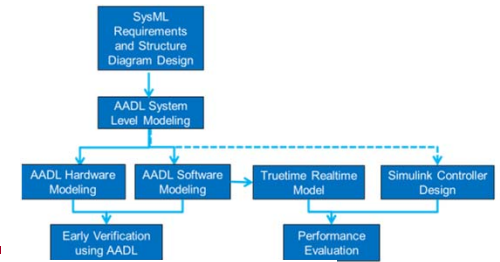 SysML
Requirements
and Structure
Diagram Design
AADL System
Level Modeling
AADL Hardware
Modeling
AADL Software
Modeling
Truetime Realtime
Model
Simulink Controller
Design
Early Verification
using AADL
Performance
Evaluation